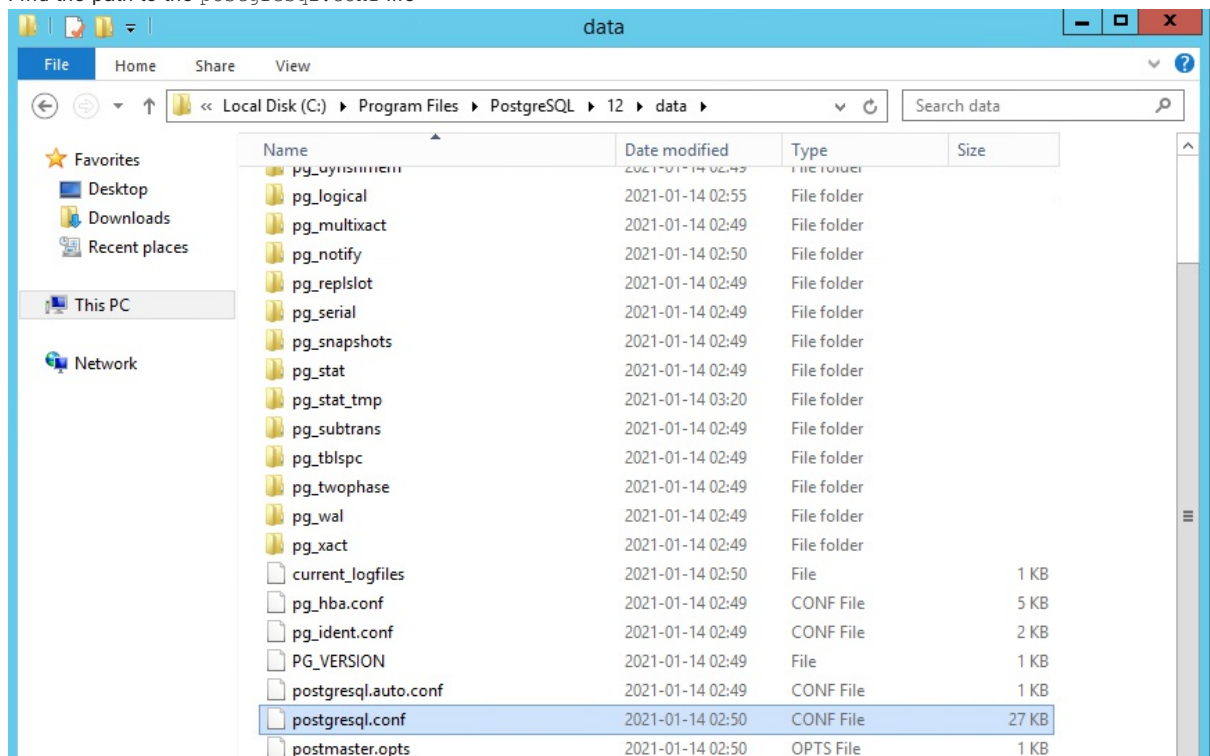 data
File Home Share View
« Local Disk (C:) ▸ Program Files ▸ PostgreSQL ▸ 12 ▸ data ▸ Search data
Favorites
Desktop
Downloads
Recent places
This PC
Network
Name Date modified Type Size
pg_logical 2021-01-14 02:55 File folder
pg_multixact 2021-01-14 02:49 File folder
pg_notify 2021-01-14 02:50 File folder
pg_replslot 2021-01-14 02:49 File folder
pg_serial 2021-01-14 02:49 File folder
pg_snapshots 2021-01-14 02:49 File folder
pg_stat 2021-01-14 02:49 File folder
pg_stat_tmp 2021-01-14 03:20 File folder
pg_subtrans 2021-01-14 02:49 File folder
pg_tblspc 2021-01-14 02:49 File folder
pg_twophase 2021-01-14 02:49 File folder
pg_wal 2021-01-14 02:49 File folder
pg_xact 2021-01-14 02:49 File folder
current_logfiles 2021-01-14 02:50 File 1 KB
pg_hba.conf 2021-01-14 02:49 CONF File 5 KB
pg_ident.conf 2021-01-14 02:49 CONF File 2 KB
PG_VERSION 2021-01-14 02:49 File 1 KB
postgresql.auto.conf 2021-01-14 02:49 CONF File 1 KB
postgresql.conf 2021-01-14 02:50 CONF File 27 KB
postmaster.opts 2021-01-14 02:50 OPTS File 1 KB